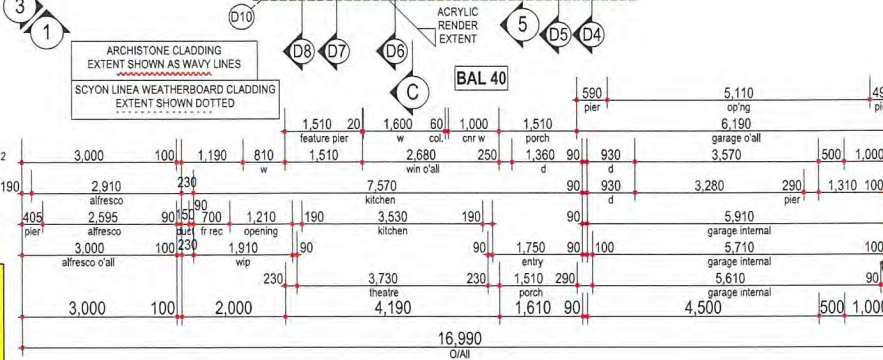 3
1
D10
D8
D7
D6
C
ACRYLIC
RENDER
EXTENT
5
D5
D4
ARCHISTONE CLADDING
EXTENT SHOWN AS WAVY LINES
SCYON LINEA WEATHERBOARD CLADDING
EXTENT SHOWN DOTTED
BAL 40
590 5,110 49
pier op'ng pi
1,510 20 1,600 60 1,000 1,510 6,190
feature pier w col. cnr w porch garage o'all
2 3,000 100 1,190 810 1,510 2,680 250 1,360 90 930 3,570 500 1,000
w win o'all d d
190 2,910 230 7,570 90 930 3,280 290 1,310 100
alfresco kitchen d pier
90
405 2,595 90 150 700 1,210 190 3,530 190 90 5,910
pier alfresco duct fr rec opening kitchen garage internal
3,000 100 230 1,910 90 90 1,750 90 100 5,710 100
alfresco o'all wip entry garage internal
230 3,730 230 1,510 290 5,610 90
theatre porch garage internal
3,000 100 2,000 4,190 1,610 90 4,500 500 1,000
16,990
O/All